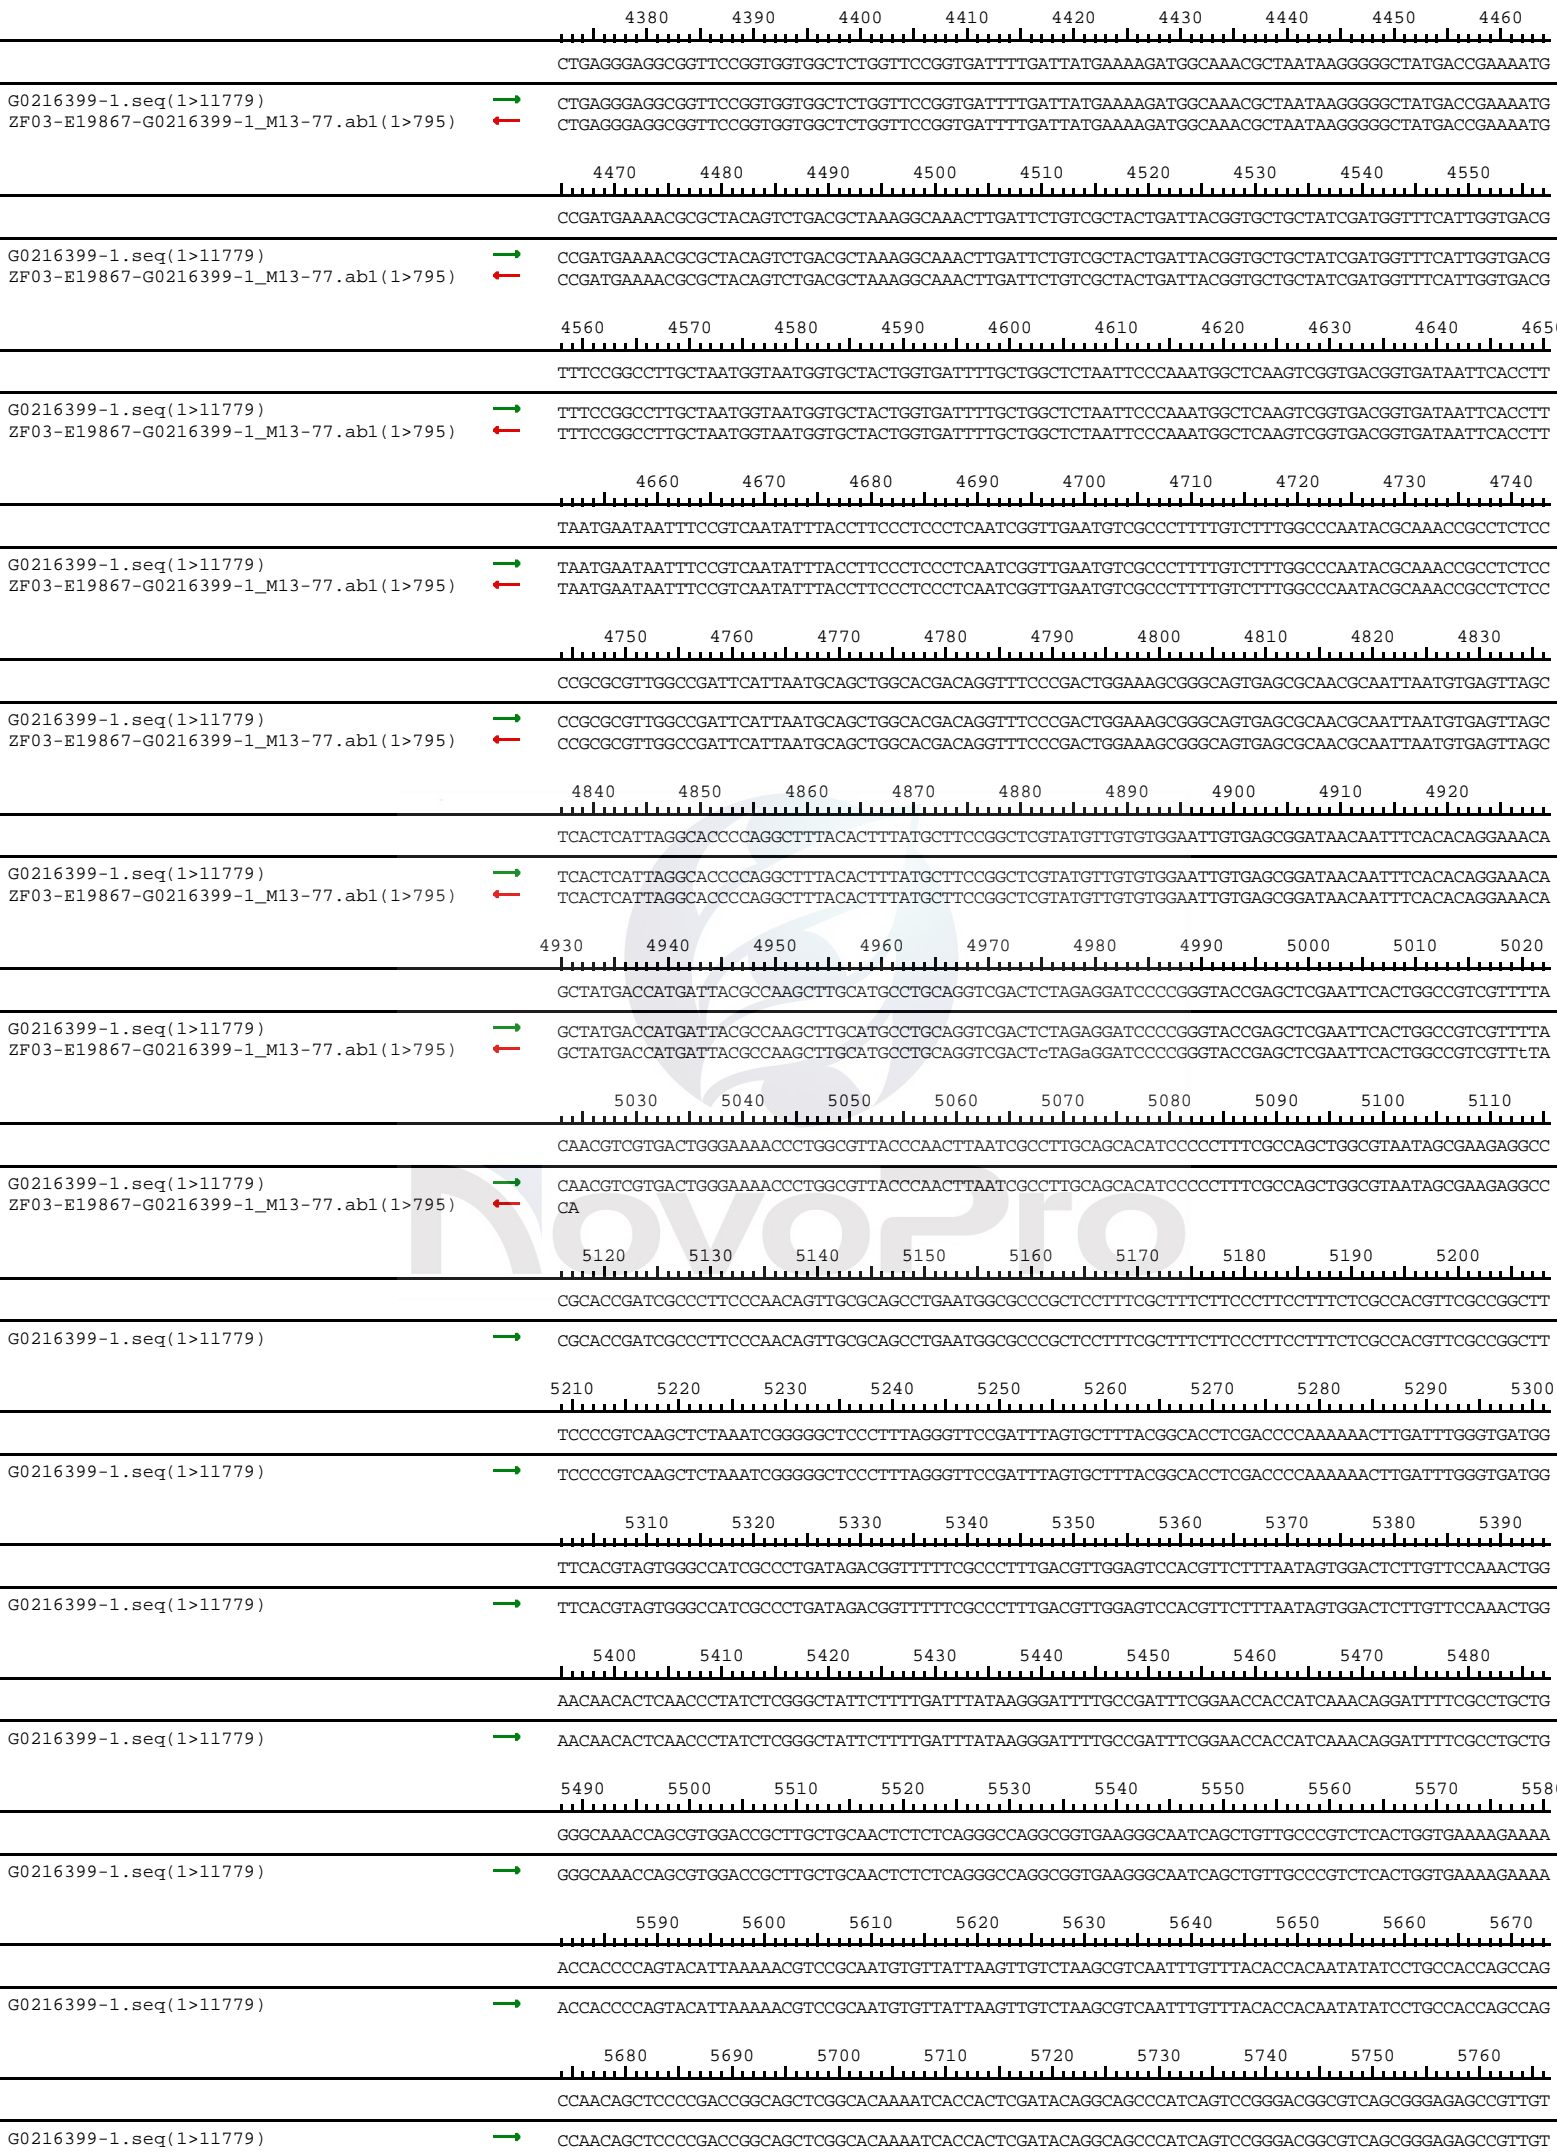 4380 4390 4400 4410 4420 4430 4440 4450 4460
CTGAGGGAGGCGGTTCCGGTGGTGGCTCTGGTTCCGGTGATTTTGATTATGAAAAGATGGCAAACGCTAATAAGGGGGCTATGACCGAAAATG
G0216399-1.seq(1>11779) CTGAGGGAGGCGGTTCCGGTGGTGGCTCTGGTTCCGGTGATTTTGATTATGAAAAGATGGCAAACGCTAATAAGGGGGCTATGACCGAAAATG
ZF03-E19867-G0216399-1_M13-77.ab1(1>795) CTGAGGGAGGCGGTTCCGGTGGTGGCTCTGGTTCCGGTGATTTTGATTATGAAAAGATGGCAAACGCTAATAAGGGGGCTATGACCGAAAATG
4470 4480 4490 4500 4510 4520 4530 4540 4550
CCGATGAAAACGCGCTACAGTCTGACGCTAAAGGCAAACTTGATTCTGTCGCTACTGATTACGGTGCTGCTATCGATGGTTTCATTGGTGACG
G0216399-1.seq(1>11779) CCGATGAAAACGCGCTACAGTCTGACGCTAAAGGCAAACTTGATTCTGTCGCTACTGATTACGGTGCTGCTATCGATGGTTTCATTGGTGACG
ZF03-E19867-G0216399-1_M13-77.ab1(1>795) CCGATGAAAACGCGCTACAGTCTGACGCTAAAGGCAAACTTGATTCTGTCGCTACTGATTACGGTGCTGCTATCGATGGTTTCATTGGTGACG
4560 4570 4580 4590 4600 4610 4620 4630 4640 4650
TTTCCGGCCTTGCTAATGGTAATGGTGCTACTGGTGATTTTGCTGGCTCTAATTCCCAAATGGCTCAAGTCGGTGACGGTGATAATTCACCTT
G0216399-1.seq(1>11779) TTTCCGGCCTTGCTAATGGTAATGGTGCTACTGGTGATTTTGCTGGCTCTAATTCCCAAATGGCTCAAGTCGGTGACGGTGATAATTCACCTT
ZF03-E19867-G0216399-1_M13-77.ab1(1>795) TTTCCGGCCTTGCTAATGGTAATGGTGCTACTGGTGATTTTGCTGGCTCTAATTCCCAAATGGCTCAAGTCGGTGACGGTGATAATTCACCTT
4660 4670 4680 4690 4700 4710 4720 4730 4740
TAATGAATAATTTCCGTCAATATTTACCTTCCCTCCCTCAATCGGTTGAATGTCGCCCTTTTGTCTTTGGCCCAATACGCAAACCGCCTCTCC
G0216399-1.seq(1>11779) TAATGAATAATTTCCGTCAATATTTACCTTCCCTCCCTCAATCGGTTGAATGTCGCCCTTTTGTCTTTGGCCCAATACGCAAACCGCCTCTCC
ZF03-E19867-G0216399-1_M13-77.ab1(1>795) TAATGAATAATTTCCGTCAATATTTACCTTCCCTCCCTCAATCGGTTGAATGTCGCCCTTTTGTCTTTGGCCCAATACGCAAACCGCCTCTCC
4750 4760 4770 4780 4790 4800 4810 4820 4830
CCGCGCGTTGGCCGATTCATTAATGCAGCTGGCACGACAGGTTTCCCGACTGGAAAGCGGGCAGTGAGCGCAACGCAATTAATGTGAGTTAGC
G0216399-1.seq(1>11779) CCGCGCGTTGGCCGATTCATTAATGCAGCTGGCACGACAGGTTTCCCGACTGGAAAGCGGGCAGTGAGCGCAACGCAATTAATGTGAGTTAGC
ZF03-E19867-G0216399-1_M13-77.ab1(1>795) CCGCGCGTTGGCCGATTCATTAATGCAGCTGGCACGACAGGTTTCCCGACTGGAAAGCGGGCAGTGAGCGCAACGCAATTAATGTGAGTTAGC
4840 4850 4860 4870 4880 4890 4900 4910 4920
TCACTCATTAGGCACCCCAGGCTTTACACTTTATGCTTCCGGCTCGTATGTTGTGTGGAATTGTGAGCGGATAACAATTTCACACAGGAAACA
G0216399-1.seq(1>11779) TCACTCATTAGGCACCCCAGGCTTTACACTTTATGCTTCCGGCTCGTATGTTGTGTGGAATTGTGAGCGGATAACAATTTCACACAGGAAACA
ZF03-E19867-G0216399-1_M13-77.ab1(1>795) TCACTCATTAGGCACCCCAGGCTTTACACTTTATGCTTCCGGCTCGTATGTTGTGTGGAATTGTGAGCGGATAACAATTTCACACAGGAAACA
4930 4940 4950 4960 4970 4980 4990 5000 5010 5020
GCTATGACCATGATTACGCCAAGCTTGCATGCCTGCAGGTCGACTCTAGAGGATCCCCGGGTACCGAGCTCGAATTCACTGGCCGTCGTTTTA
G0216399-1.seq(1>11779) GCTATGACCATGATTACGCCAAGCTTGCATGCCTGCAGGTCGACTCTAGAGGATCCCCGGGTACCGAGCTCGAATTCACTGGCCGTCGTTTTA
ZF03-E19867-G0216399-1_M13-77.ab1(1>795) GCTATGACCATGATTACGCCAAGCTTGCATGCCTGCAGGTCGACTcTAGaGGATCCCCGGGTACCGAGCTCGAATTCACTGGCCGTCGTTtTA
5030 5040 5050 5060 5070 5080 5090 5100 5110
CAACGTCGTGACTGGGAAAACCCTGGCGTTACCCAACTTAATCGCCTTGCAGCACATCCCCCTTTCGCCAGCTGGCGTAATAGCGAAGAGGCC
G0216399-1.seq(1>11779) CAACGTCGTGACTGGGAAAACCCTGGCGTTACCCAACTTAATCGCCTTGCAGCACATCCCCCTTTCGCCAGCTGGCGTAATAGCGAAGAGGCC
ZF03-E19867-G0216399-1_M13-77.ab1(1>795) CA
NovoPro
5120 5130 5140 5150 5160 5170 5180 5190 5200
CGCACCGATCGCCCTTCCCAACAGTTGCGCAGCCTGAATGGCGCCCGCTCCTTTCGCTTTCTTCCCTTCCTTTCTCGCCACGTTCGCCGGCTT
G0216399-1.seq(1>11779) CGCACCGATCGCCCTTCCCAACAGTTGCGCAGCCTGAATGGCGCCCGCTCCTTTCGCTTTCTTCCCTTCCTTTCTCGCCACGTTCGCCGGCTT
5210 5220 5230 5240 5250 5260 5270 5280 5290 5300
TCCCCGTCAAGCTCTAAATCGGGGGCTCCCTTTAGGGTTCCGATTTAGTGCTTTACGGCACCTCGACCCCAAAAAACTTGATTTGGGTGATGG
G0216399-1.seq(1>11779) TCCCCGTCAAGCTCTAAATCGGGGGCTCCCTTTAGGGTTCCGATTTAGTGCTTTACGGCACCTCGACCCCAAAAAACTTGATTTGGGTGATGG
5310 5320 5330 5340 5350 5360 5370 5380 5390
TTCACGTAGTGGGCCATCGCCCTGATAGACGGTTTTTCGCCCTTTGACGTTGGAGTCCACGTTCTTTAATAGTGGACTCTTGTTCCAAACTGG
G0216399-1.seq(1>11779) TTCACGTAGTGGGCCATCGCCCTGATAGACGGTTTTTCGCCCTTTGACGTTGGAGTCCACGTTCTTTAATAGTGGACTCTTGTTCCAAACTGG
5400 5410 5420 5430 5440 5450 5460 5470 5480
AACAACACTCAACCCTATCTCGGGCTATTCTTTTGATTTATAAGGGATTTTGCCGATTTCGGAACCACCATCAAACAGGATTTTCGCCTGCTG
G0216399-1.seq(1>11779) AACAACACTCAACCCTATCTCGGGCTATTCTTTTGATTTATAAGGGATTTTGCCGATTTCGGAACCACCATCAAACAGGATTTTCGCCTGCTG
5490 5500 5510 5520 5530 5540 5550 5560 5570 5580
GGGCAAACCAGCGTGGACCGCTTGCTGCAACTCTCTCAGGGCCAGGCGGTGAAGGGCAATCAGCTGTTGCCCGTCTCACTGGTGAAAAGAAAA
G0216399-1.seq(1>11779) GGGCAAACCAGCGTGGACCGCTTGCTGCAACTCTCTCAGGGCCAGGCGGTGAAGGGCAATCAGCTGTTGCCCGTCTCACTGGTGAAAAGAAAA
5590 5600 5610 5620 5630 5640 5650 5660 5670
ACCACCCCAGTACATTAAAAACGTCCGCAATGTGTTATTAAGTTGTCTAAGCGTCAATTTGTTTACACCACAATATATCCTGCCACCAGCCAG
G0216399-1.seq(1>11779) ACCACCCCAGTACATTAAAAACGTCCGCAATGTGTTATTAAGTTGTCTAAGCGTCAATTTGTTTACACCACAATATATCCTGCCACCAGCCAG
5680 5690 5700 5710 5720 5730 5740 5750 5760
CCAACAGCTCCCCGACCGGCAGCTCGGCACAAAATCACCACTCGATACAGGCAGCCCATCAGTCCGGGACGGCGTCAGCGGGAGAGCCGTTGT
G0216399-1.seq(1>11779) CCAACAGCTCCCCGACCGGCAGCTCGGCACAAAATCACCACTCGATACAGGCAGCCCATCAGTCCGGGACGGCGTCAGCGGGAGAGCCGTTGT